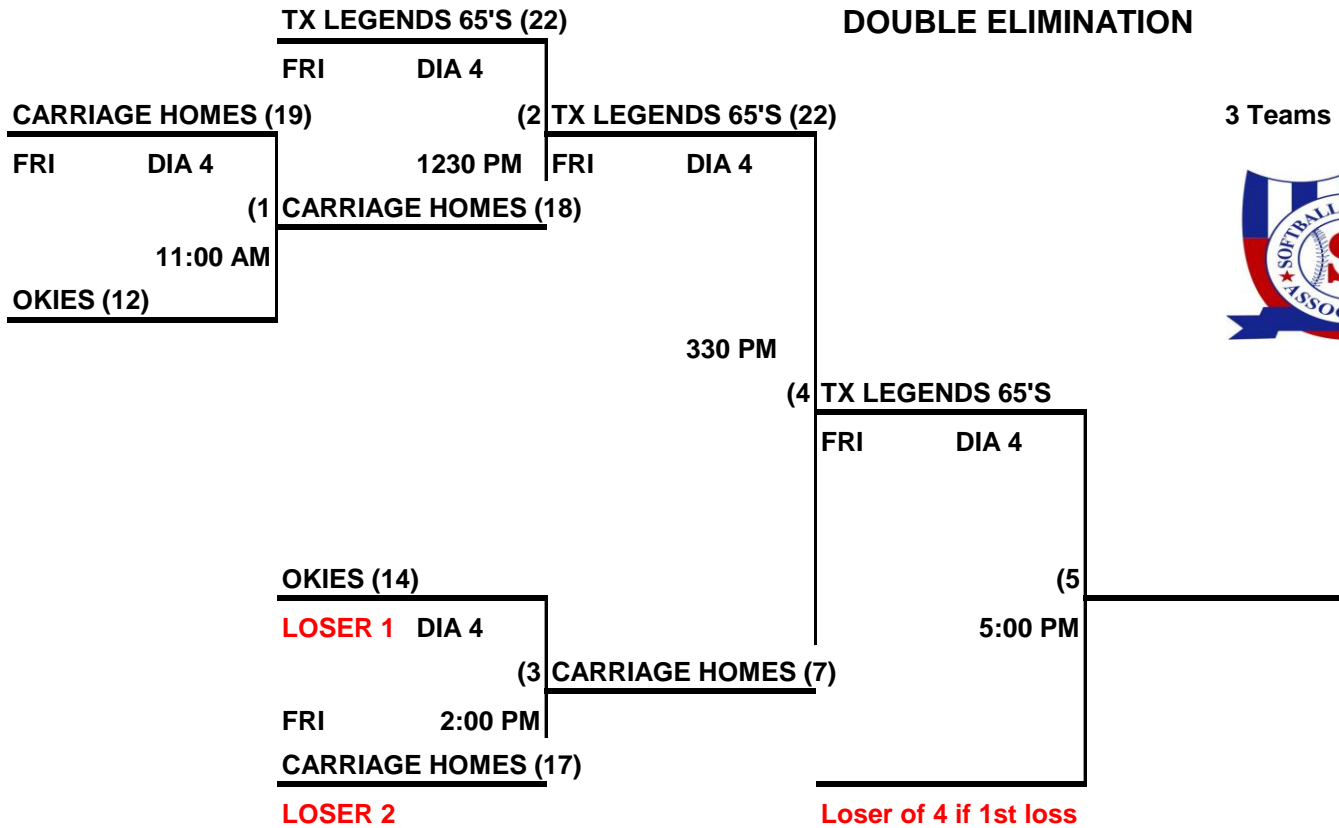 TX LEGENDS 65'S (22)
DOUBLE ELIMINATION
FRI DIA 4
CARRIAGE HOMES (19)
(2 TX LEGENDS 65'S (22)
3 Teams
FRI DIA 4
1230 PM FRI DIA 4
(1 CARRIAGE HOMES (18)
11:00 AM
OKIES (12)
330 PM
(4 TX LEGENDS 65'S
FRI DIA 4
OKIES (14)
(5
LOSER 1 DIA 4
5:00 PM
(3 CARRIAGE HOMES (7)
FRI 2:00 PM
CARRIAGE HOMES (17)
LOSER 2
Loser of 4 if 1st loss